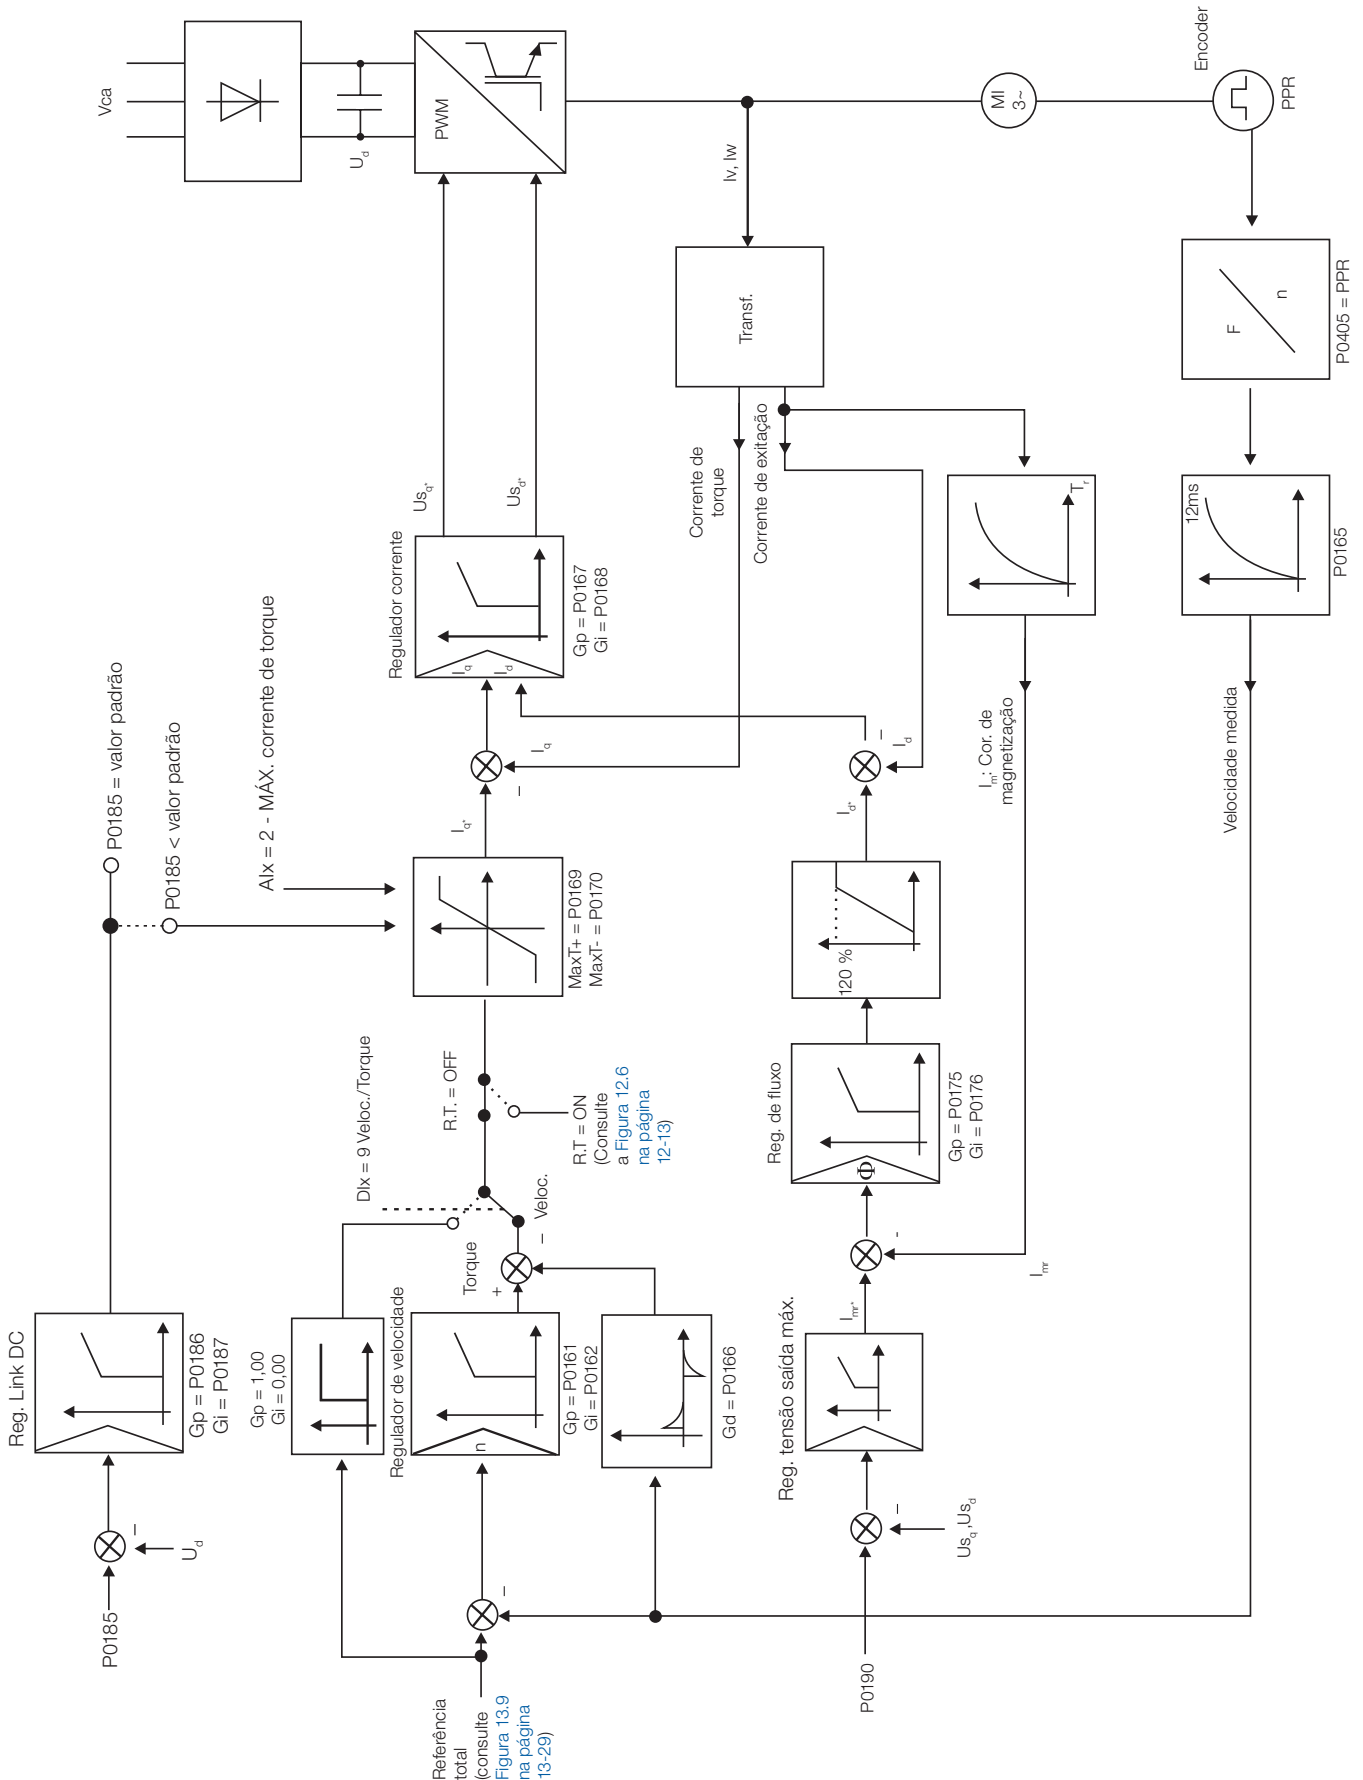 Vca
U_d
PWM
MI
3~
Encoder
PPR
Iv, Iw
Transf.
F
n
P0405 = PPR
12ms
P0165
Velocidade medida
T_r
I_m: Cor. de
magnetização
I_mr
Corrente de
torque
Corrente de exitação
Us_q*
Us_d*
Regulador corrente
I_q
I_d
Gp = P0167
Gi = P0168
P0185 = valor padrão
P0185 < valor padrão
AIx = 2 - MÁX. corrente de torque
I_q*
I_q
–
MaxT+ = P0169
MaxT- = P0170
I_d*
I_d
–
120 %
Reg. de fluxo
Φ
Gp = P0175
Gi = P0176
DIx = 9 Veloc./Torque
R.T. = OFF
R.T = ON
(Consulte
a Figura 12.6
na página
12-13)
Veloc.
Torque
+
–
Reg. Link DC
Gp = P0186
Gi = P0187
Gp = 1,00
Gi = 0,00
Regulador de velocidade
n
Gp = P0161
Gi = P0162
Gd = P0166
Reg. tensão saída máx.
I_mr*
-
P0185
U_d
–
Referência
total
(consulte
Figura 13.9
na página
13-29)
–
P0190
Us_q ,Us_d
–